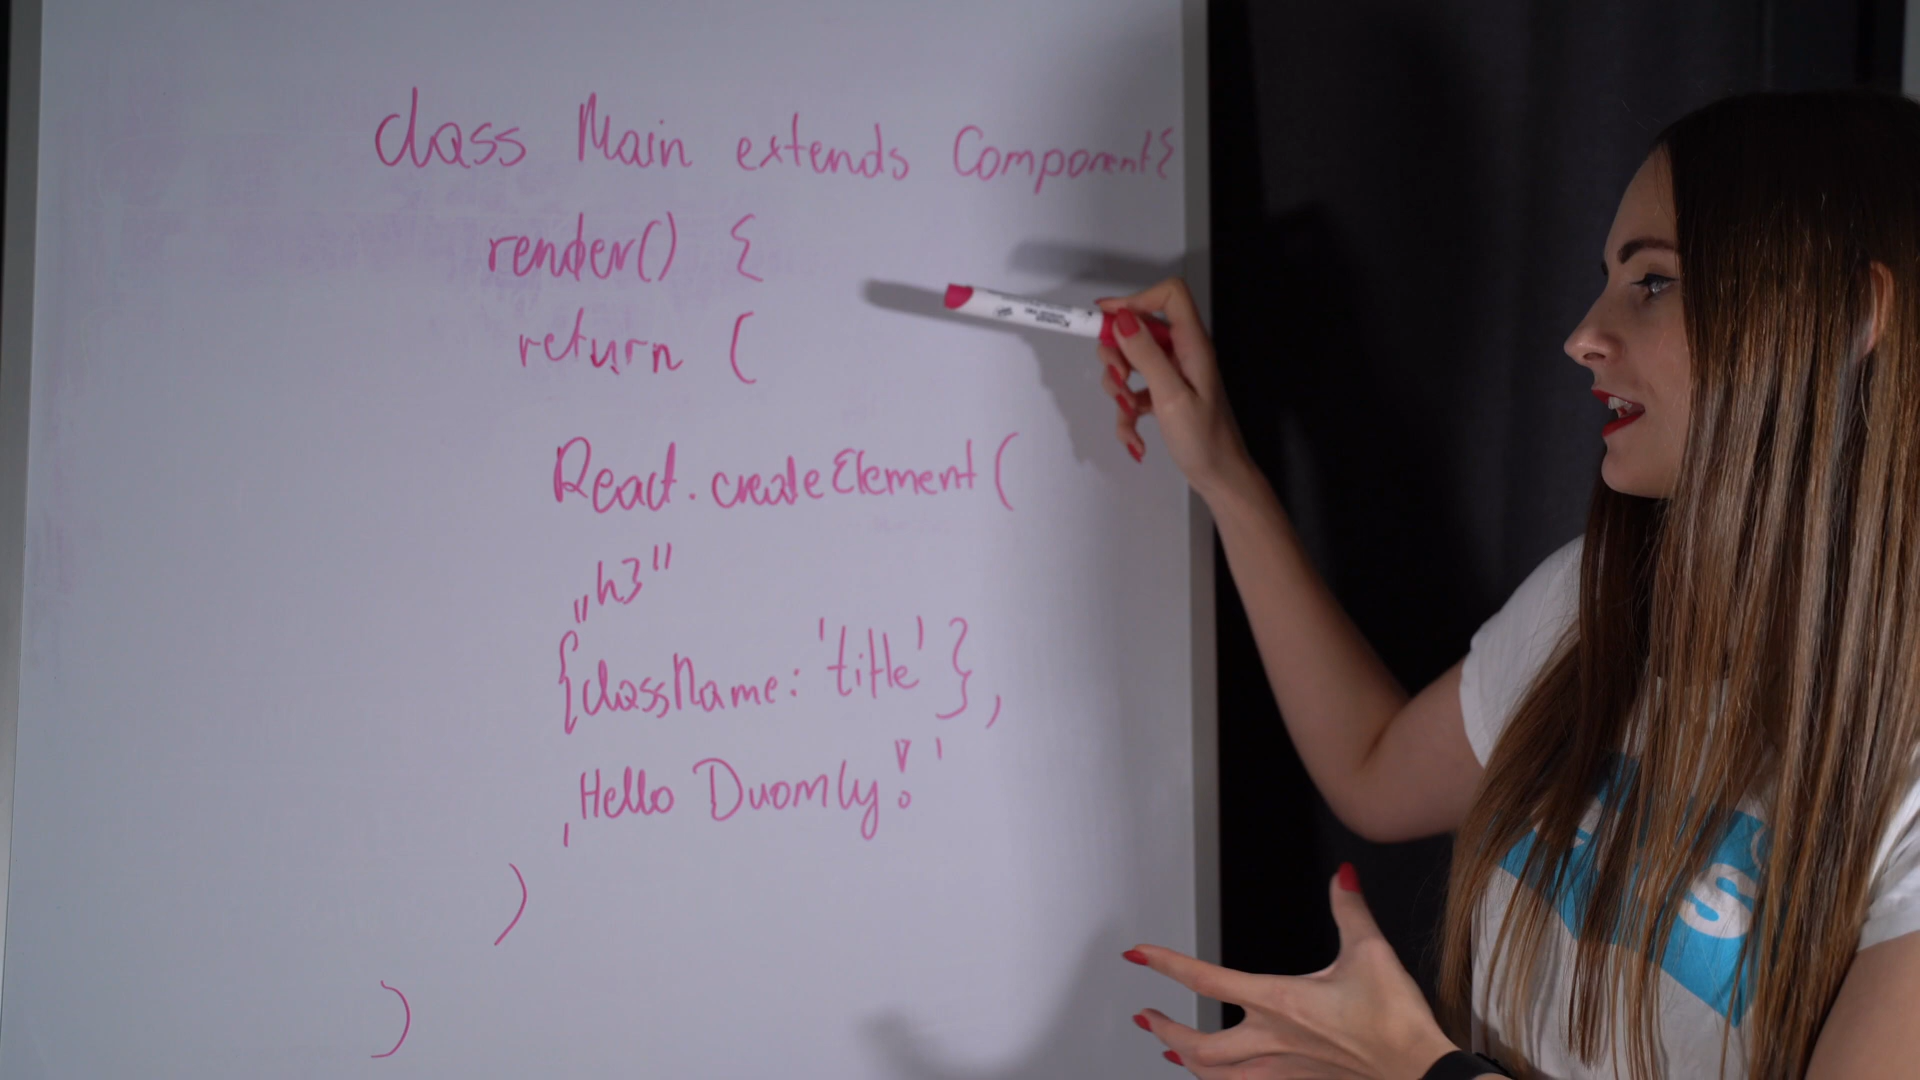 class Main extends Component{
render() {
return (
React.createElement(
„h3"
{className: 'title'},
‚Hello Duomly!'
)
)